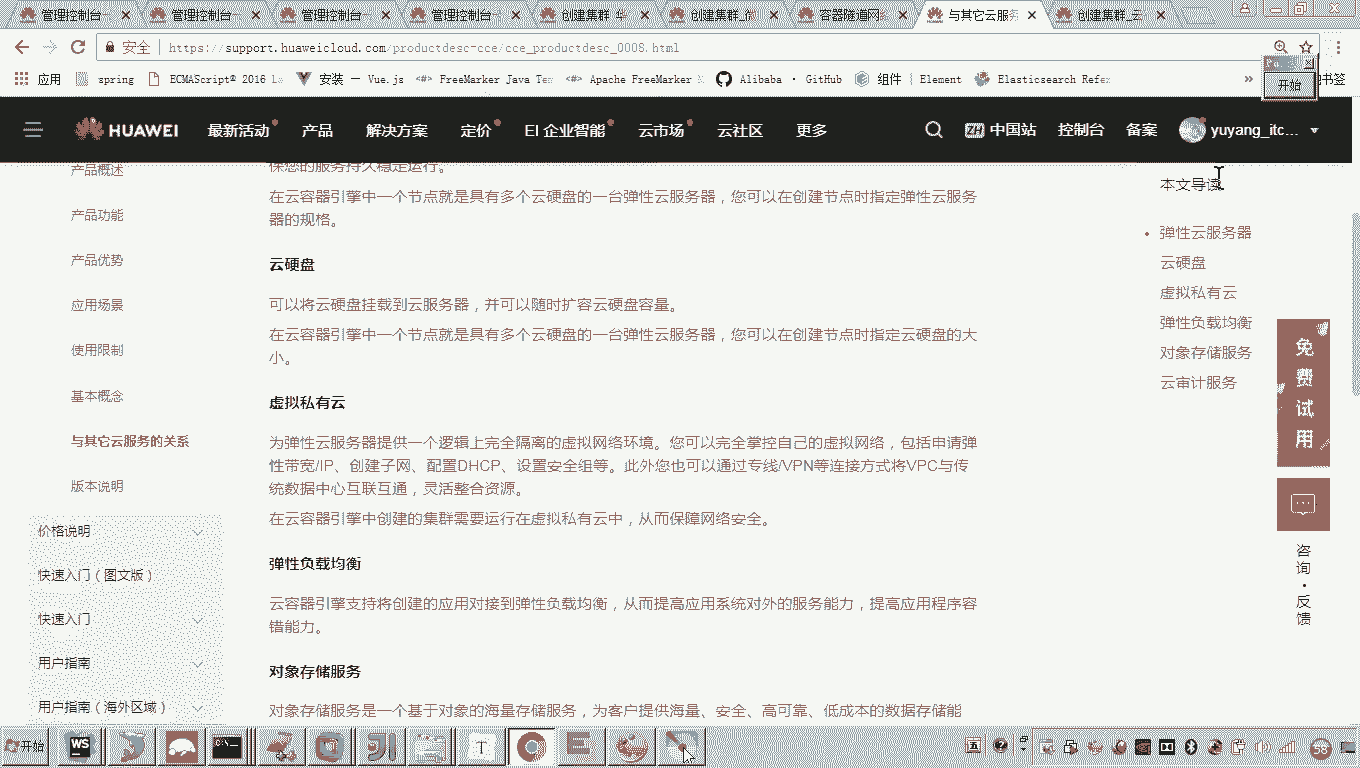 管理控制台
管理控制台
管理控制台
管理控制台
创建集群
创建集群
容器隧道网
与其它云服务
创建集群_云
安全
https://support.huaweicloud.com/productdesc-cce/cce_productdesc_0008.html
应用
spring
ECMAScript® 2016
安装 — Vue.js
FreeMarker Java
Apache FreeMarker
Alibaba · GitHub
组件 | Element
Elasticsearch
»
书签
开始
HUAWEI
最新活动
产品
解决方案
定价
EI 企业智能
云市场
云社区
更多
中国站
控制台
备案
yuyang_itc...
产品概述
产品功能
产品优势
应用场景
使用限制
基本概念
与其它云服务的关系
版本说明
价格说明
快速入门（图文版）
快速入门
用户指南
用户指南（海外区域）
保您的服务持久稳定运行。
在云容器引擎中一个节点就是具有多个云硬盘的一台弹性云服务器，您可以在创建节点时指定弹性云服务
器的规格。
云硬盘
可以将云硬盘挂载到云服务器，并可以随时扩容云硬盘容量。
在云容器引擎中一个节点就是具有多个云硬盘的一台弹性云服务器，您可以在创建节点时指定云硬盘的大
小。
虚拟私有云
为弹性云服务器提供一个逻辑上完全隔离的虚拟网络环境。您可以完全掌控自己的虚拟网络，包括申请弹
性带宽/IP、创建子网、配置DHCP、设置安全组等。此外您也可以通过专线/VPN等连接方式将VPC与传
统数据中心互联互通，灵活整合资源。
在云容器引擎中创建的集群需要运行在虚拟私有云中，从而保障网络安全。
弹性负载均衡
云容器引擎支持将创建的应用对接到弹性负载均衡，从而提高应用系统对外的服务能力，提高应用程序容
错能力。
对象存储服务
对象存储服务是一个基于对象的海量存储服务，为客户提供海量、安全、高可靠、低成本的数据存储能
本文导读
弹性云服务器
云硬盘
虚拟私有云
弹性负载均衡
对象存储服务
云审计服务
免费试用
咨询·反馈
开始
WS
T
五
58